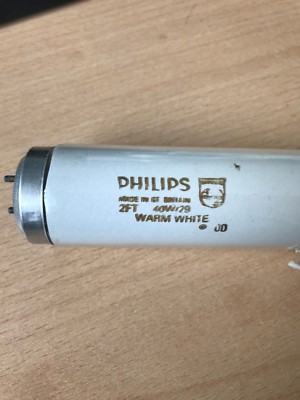 PHILIPS
MADE IN GT BRITAIN
2FT 40W/29
WARM WHITE